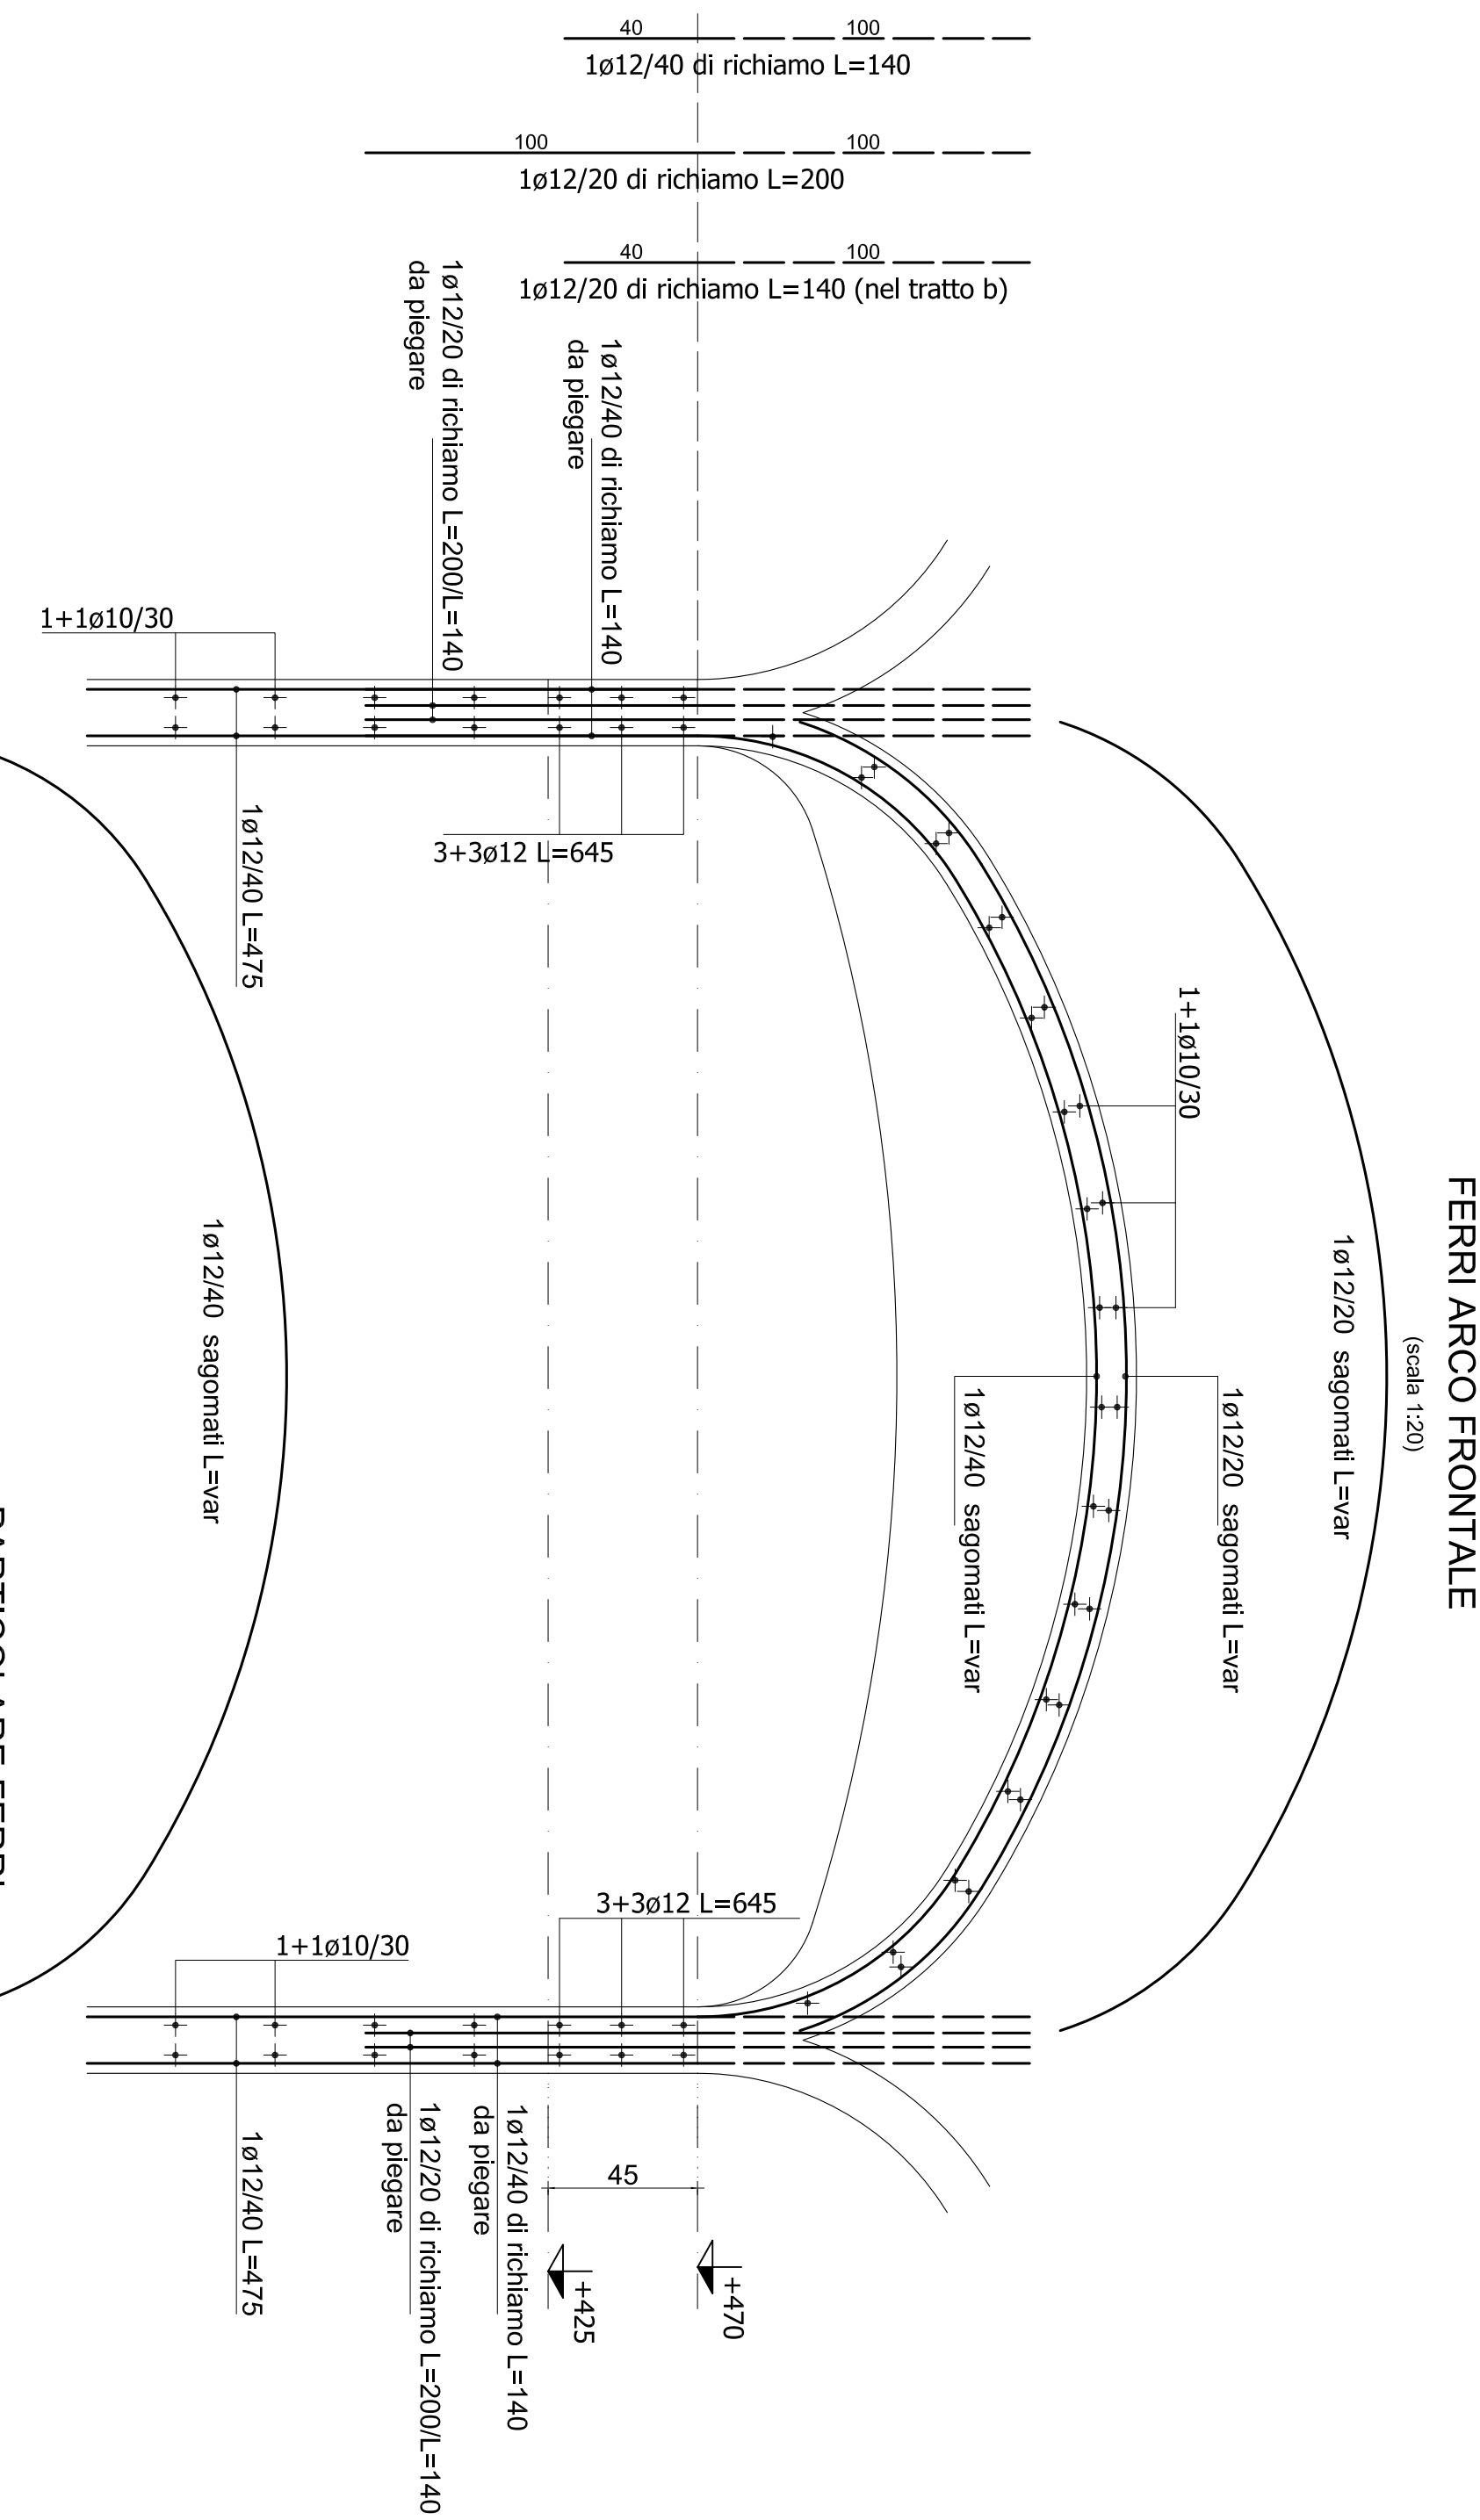 FERRI ARCO FRONTALE
(scala 1:20)
1ø12/20 sagomati L=var
1ø12/20 sagomati L=var
1+1ø10/30
1ø12/40 sagomati L=var
40
100
1ø12/40 di richiamo L=140
100
100
1ø12/20 di richiamo L=200
40
100
1ø12/20 di richiamo L=140 (nel tratto b)
1ø12/40 di richiamo L=140
da piegare
1ø12/20 di richiamo L=200/L=140
da piegare
1+1ø10/30
3+3ø12 L=645
1ø12/40 L=475
1ø12/40 sagomati L=var
3+3ø12 L=645
1+1ø10/30
+470
+425
45
1ø12/40 di richiamo L=140
da piegare
1ø12/20 di richiamo L=200/L=140
da piegare
1ø12/40 L=475